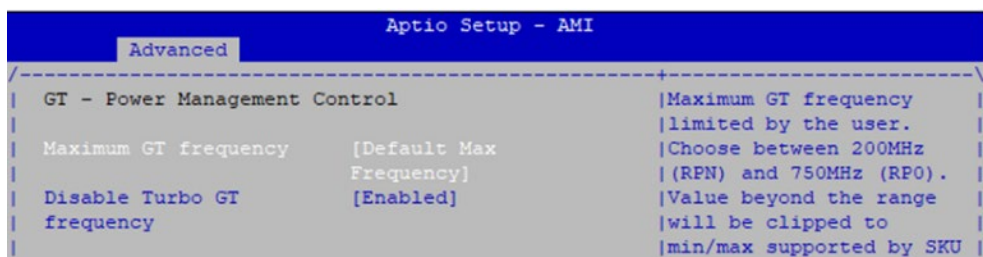 Aptio Setup - AMI
Advanced
/----------------------------------------------------+-------------------------\
| GT - Power Management Control |Maximum GT frequency |
| |limited by the user. |
| Maximum GT frequency [Default Max |Choose between 200MHz |
| Frequency] |(RPN) and 750MHz (RP0). |
| Disable Turbo GT [Enabled] |Value beyond the range |
| frequency |will be clipped to |
| |min/max supported by SKU |